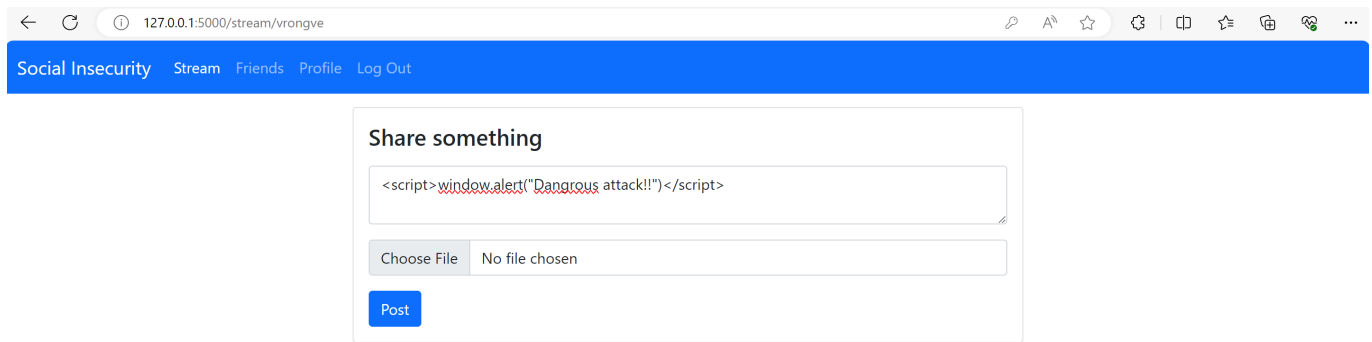 127.0.0.1:5000/stream/vrongve
Social Insecurity Stream Friends Profile Log Out
Share something
<script>window.alert("Dangrous attack!!")</script>
Choose File No file chosen
Post